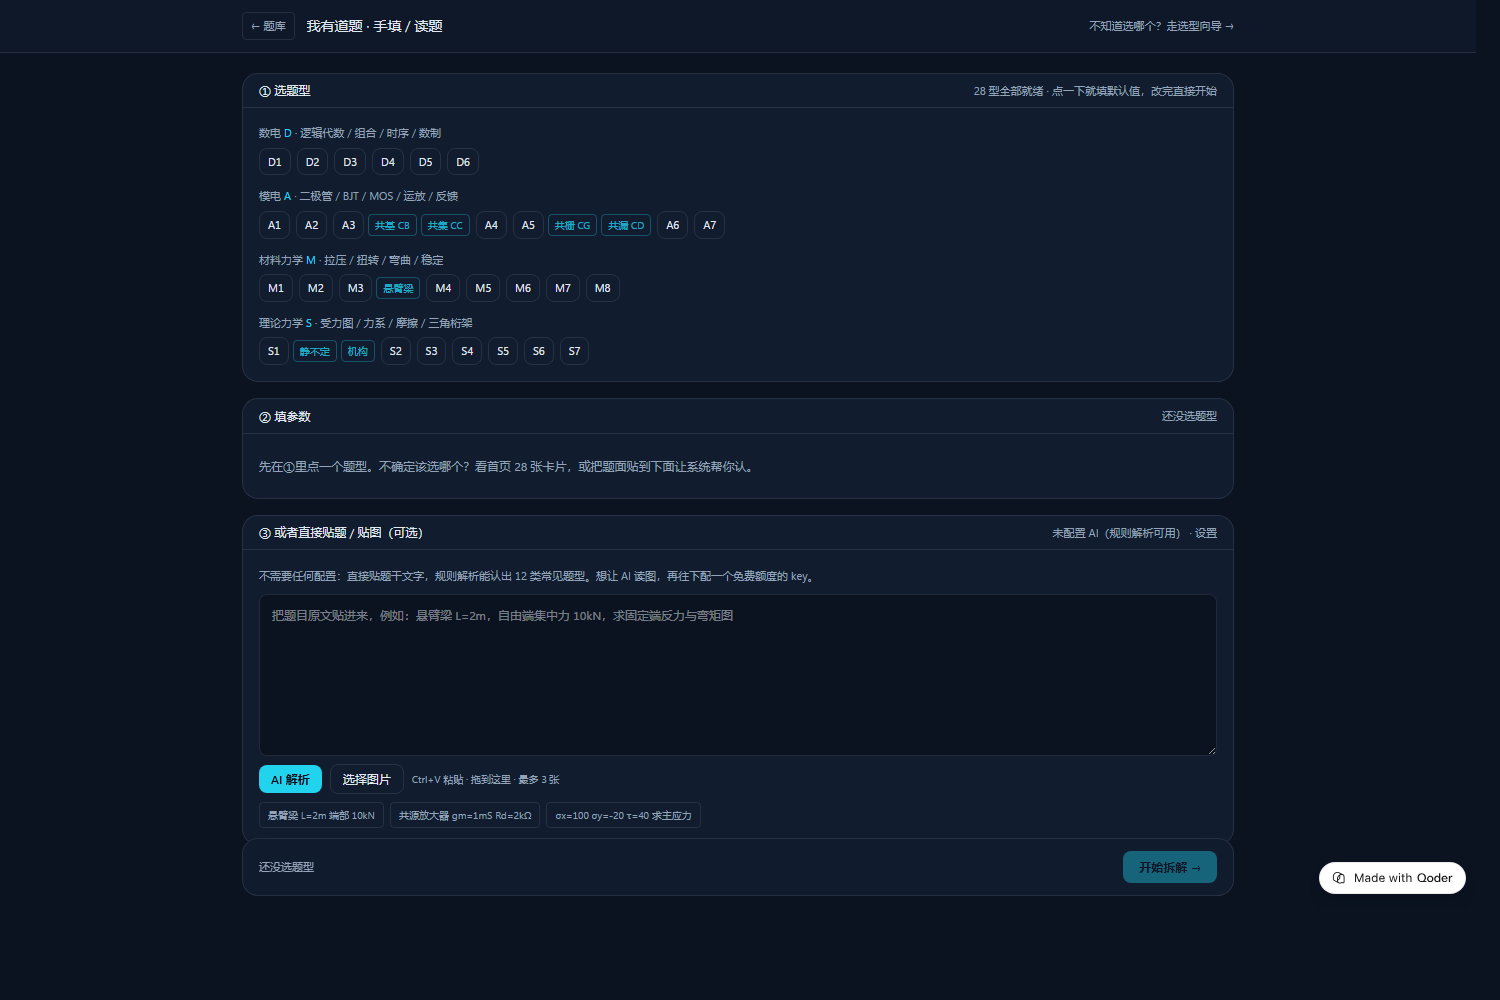 ← 题库 我有道题 · 手填 / 读题 不知道选哪个？走选型向导 →
① 选题型 28 型全部就绪 · 点一下就填默认值，改完直接开始
数电 D · 逻辑代数 / 组合 / 时序 / 数制
D1 D2 D3 D4 D5 D6
模电 A · 二极管 / BJT / MOS / 运放 / 反馈
A1 A2 A3 共基 CB 共集 CC A4 A5 共栅 CG 共漏 CD A6 A7
材料力学 M · 拉压 / 扭转 / 弯曲 / 稳定
M1 M2 M3 悬臂梁 M4 M5 M6 M7 M8
理论力学 S · 受力图 / 力系 / 摩擦 / 三角桁架
S1 静不定 机构 S2 S3 S4 S5 S6 S7
② 填参数 还没选题型
先在①里点一个题型。不确定该选哪个？看首页 28 张卡片，或把题面贴到下面让系统帮你认。
③ 或者直接贴题 / 贴图（可选） 未配置 AI（规则解析可用） · 设置
不需要任何配置：直接贴题干文字，规则解析能认出 12 类常见题型。想让 AI 读图，再往下配一个免费额度的 key。
把题目原文贴进来，例如：悬臂梁 L=2m，自由端集中力 10kN，求固定端反力与弯矩图
AI 解析 选择图片 Ctrl+V 粘贴 · 拖到这里 · 最多 3 张
悬臂梁 L=2m 端部 10kN 共源放大器 gm=1mS Rd=2kΩ σx=100 σy=-20 τ=40 求主应力
还没选题型 开始拆解 →
Made with Qoder